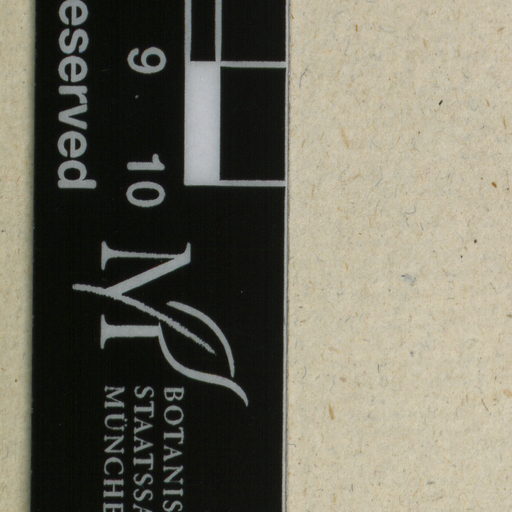 eserved
9 10
BOTANIS
STAATSSA
MÜNCHE